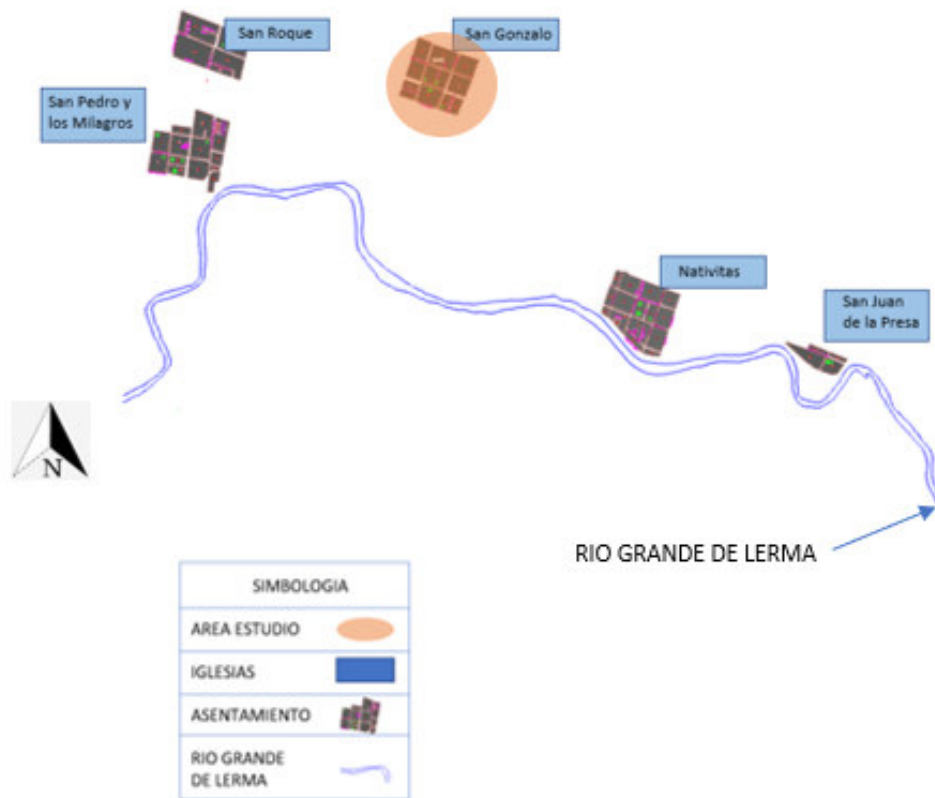 San Roque
San Gonzalo
San Pedro y
los Milagros
Nativitas
San Juan
de la Presa
N
RIO GRANDE DE LERMA
SIMBOLOGIA
AREA ESTUDIO
IGLESIAS
ASENTAMIENTO
RIO GRANDE
DE LERMA